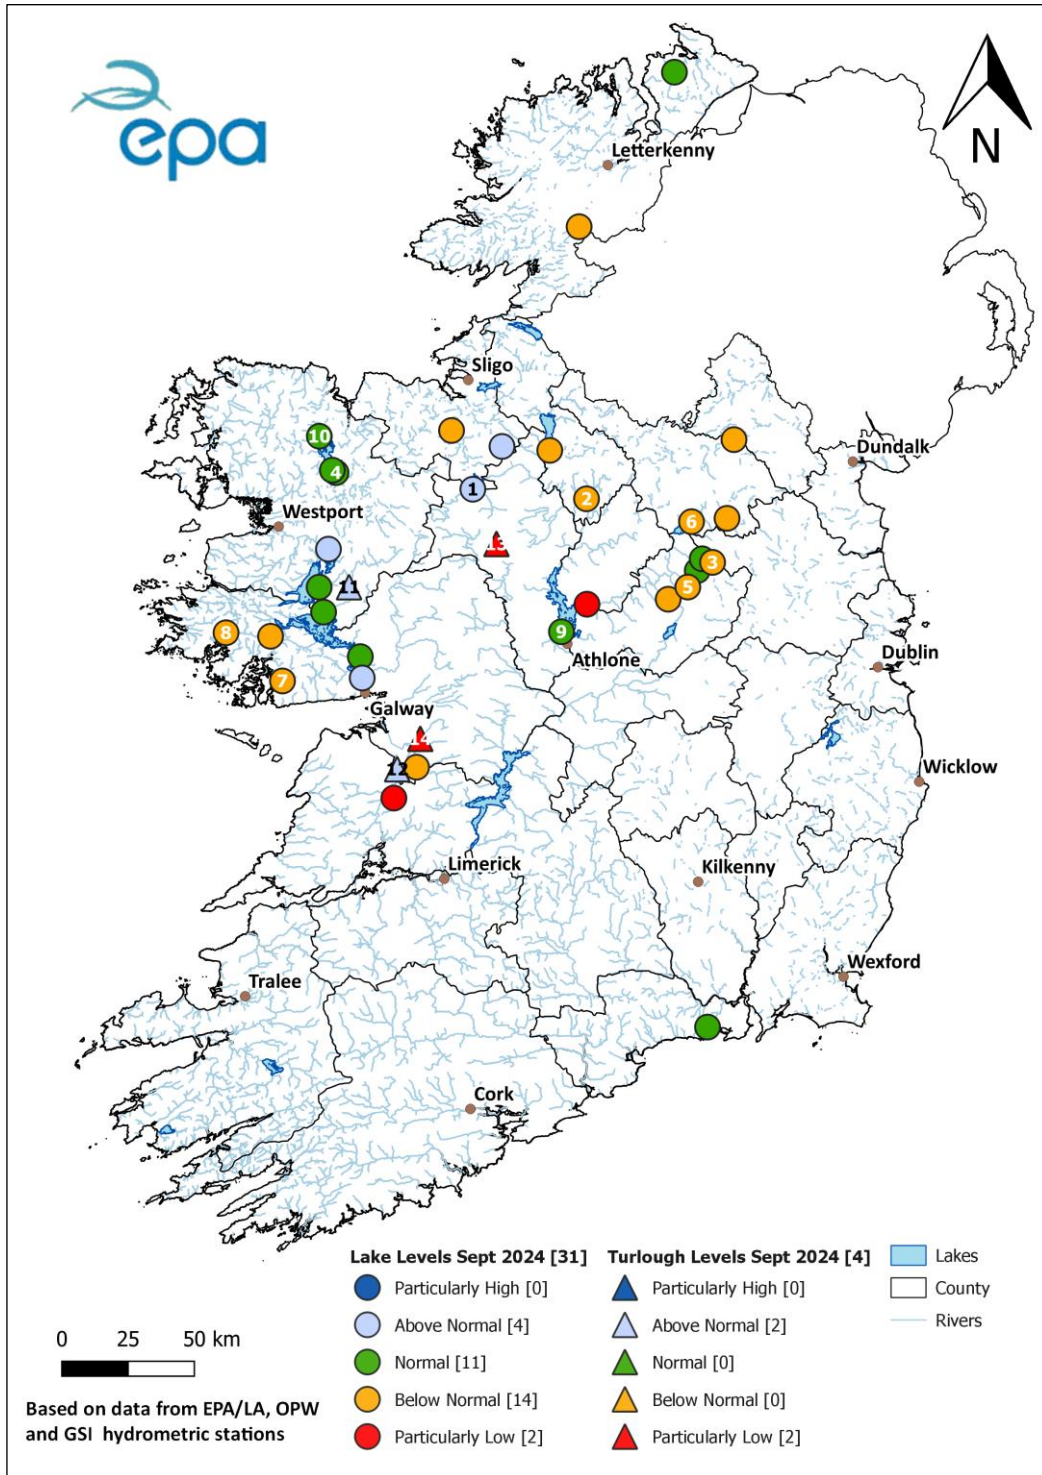 epa
N
Letterkenny
Sligo
Dundalk
10
4
1
2
Westport
13
6
3
11
5
8
9
Athlone
Dublin
7
Galway
14
12
Wicklow
Limerick
Kilkenny
Wexford
Tralee
Cork
Lake Levels Sept 2024 [31]
Particularly High [0]
Above Normal [4]
Normal [11]
Below Normal [14]
Particularly Low [2]
Turlough Levels Sept 2024 [4]
Particularly High [0]
Above Normal [2]
Normal [0]
Below Normal [0]
Particularly Low [2]
Lakes
County
Rivers
0 25 50 km
Based on data from EPA/LA, OPW
and GSI hydrometric stations